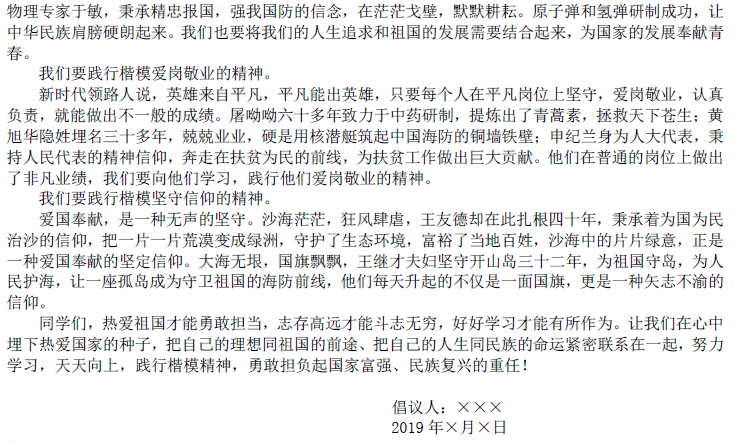 物理专家于敏，秉承精忠报国，强我国防的信念，在茫茫戈壁，默默耕耘。原子弹和氢弹研制成功，让
中华民族肩膀硬朗起来。我们也要将我们的人生追求和祖国的发展需要结合起来，为国家的发展奉献青
春。
我们要践行楷模爱岗敬业的精神。
新时代领路人说，英雄来自平凡，平凡能出英雄，只要每个人在平凡岗位上坚守，爱岗敬业，认真
负责，就能做出不一般的成绩。屠呦呦六十多年致力于中药研制，提炼出了青蒿素，拯救天下苍生；黄
旭华隐姓埋名三十多年，兢兢业业，硬是用核潜艇筑起中国海防的铜墙铁壁；申纪兰身为人大代表，秉
持人民代表的精神信仰，奔走在扶贫为民的前线，为扶贫工作做出巨大贡献。他们在普通的岗位上做出
了非凡业绩，我们要向他们学习，践行他们爱岗敬业的精神。
我们要践行楷模坚守信仰的精神。
爱国奉献，是一种无声的坚守。沙海茫茫，狂风肆虐，王友德却在此扎根四十年，秉承着为国为民
治沙的信仰，把一片一片荒漠变成绿洲，守护了生态环境，富裕了当地百姓，沙海中的片片绿意，正是
一种爱国奉献的坚定信仰。大海无垠，国旗飘飘，王继才夫妇坚守开山岛三十二年，为祖国守岛，为人
民护海，让一座孤岛成为守卫祖国的海防前线，他们每天升起的不仅是一面国旗，更是一种矢志不渝的
信仰。
同学们，热爱祖国才能勇敢担当，志存高远才能斗志无穷，好好学习才能有所作为。让我们在心中
埋下热爱国家的种子，把自己的理想同祖国的前途、把自己的人生同民族的命运紧密联系在一起，努力
学习，天天向上，践行楷模精神，勇敢担负起国家富强、民族复兴的重任！
倡议人：×××
2019 年×月×日